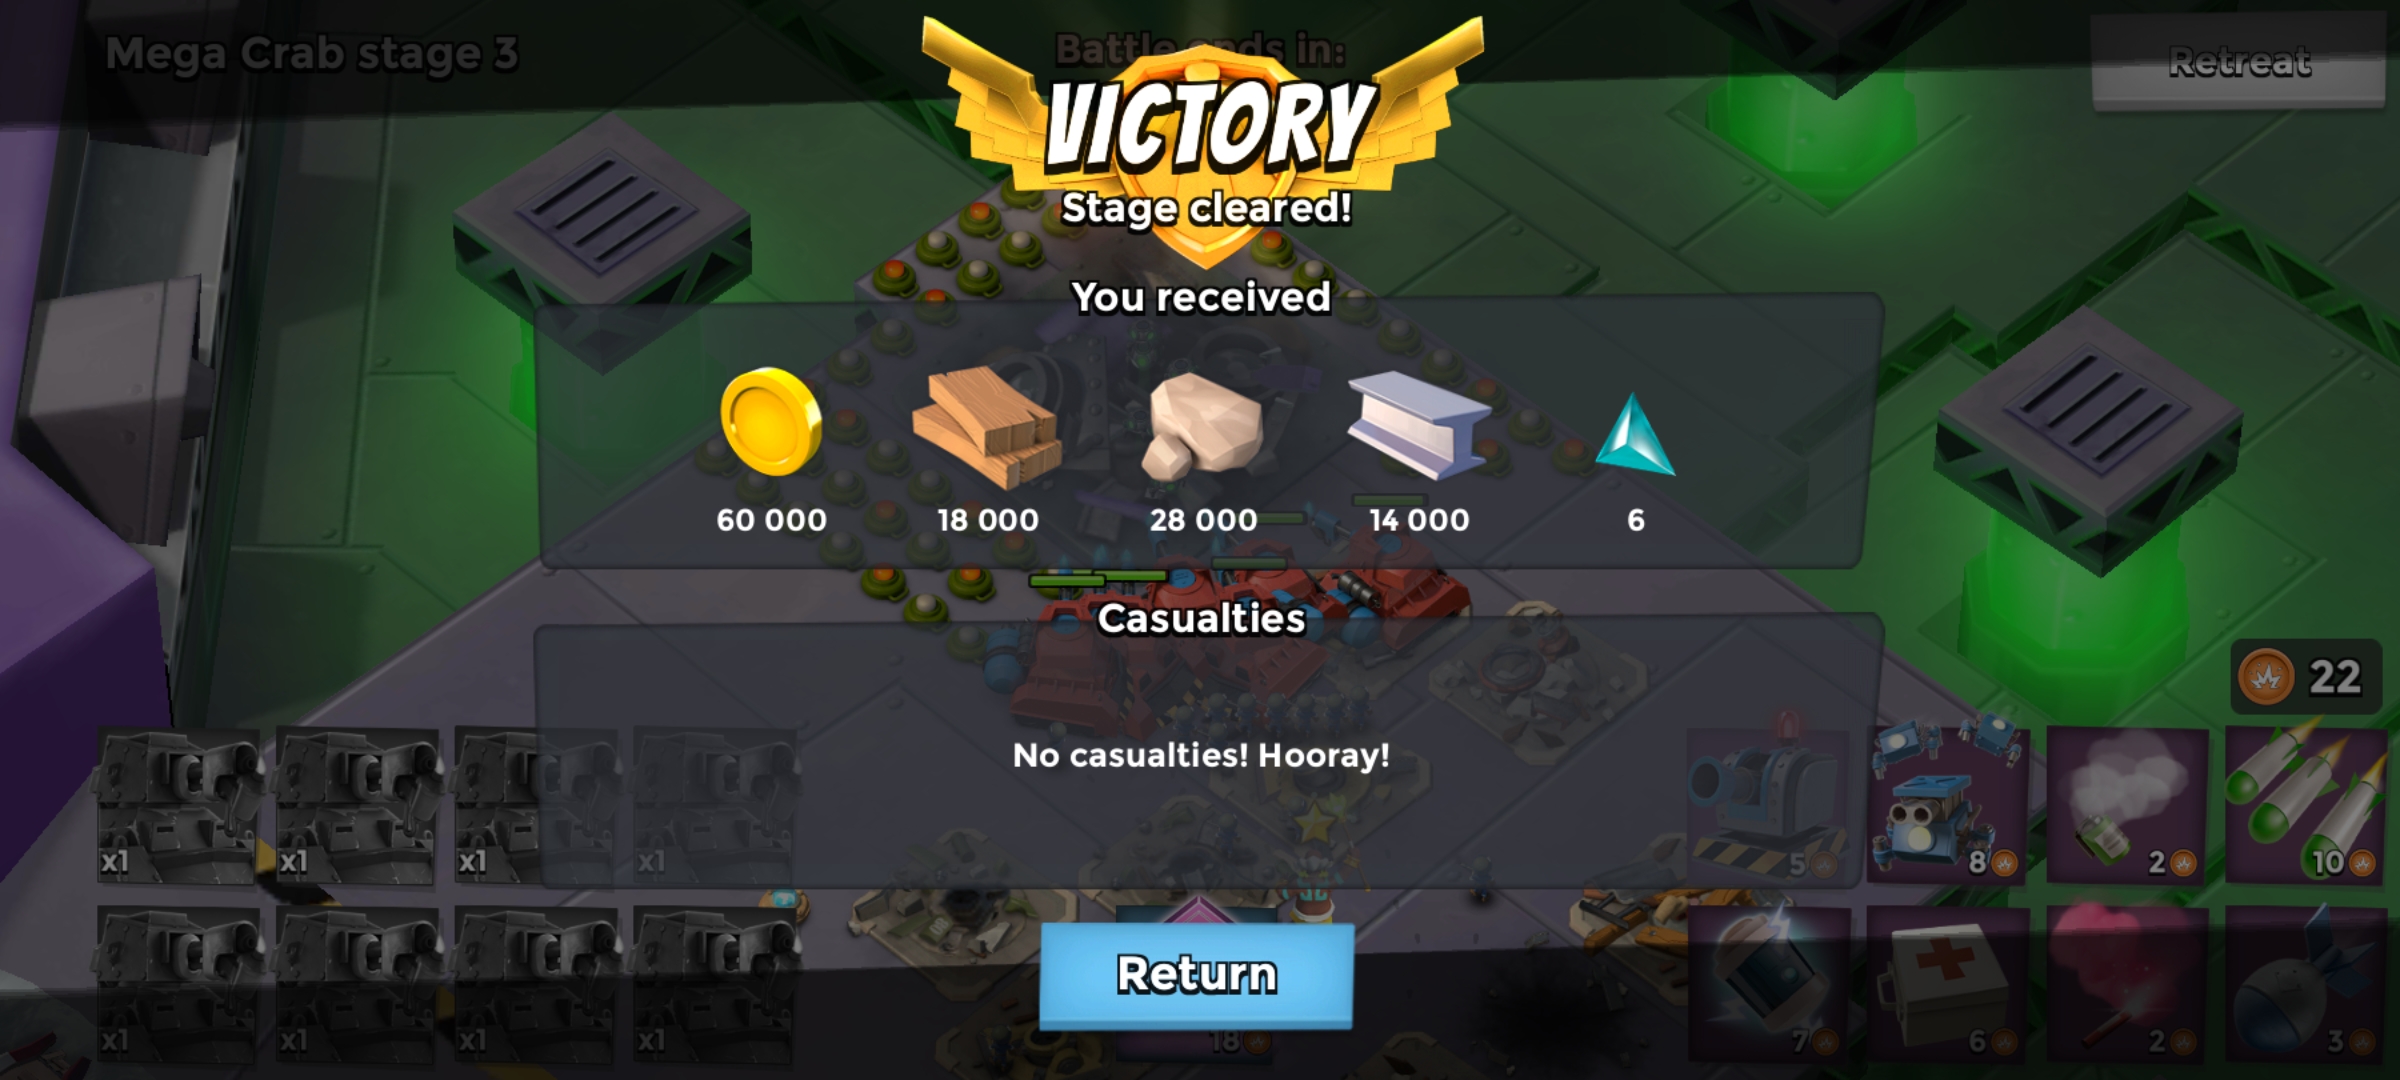 Mega Crab stage 3
Battle ends in:
Retreat
VICTORY
Stage cleared!
You received
60 000
18 000
28 000
14 000
6
Casualties
No casualties! Hooray!
22
x1
x1
x1
x1
5
8
2
10
x1
x1
x1
x1
Return
18
7
6
2
3